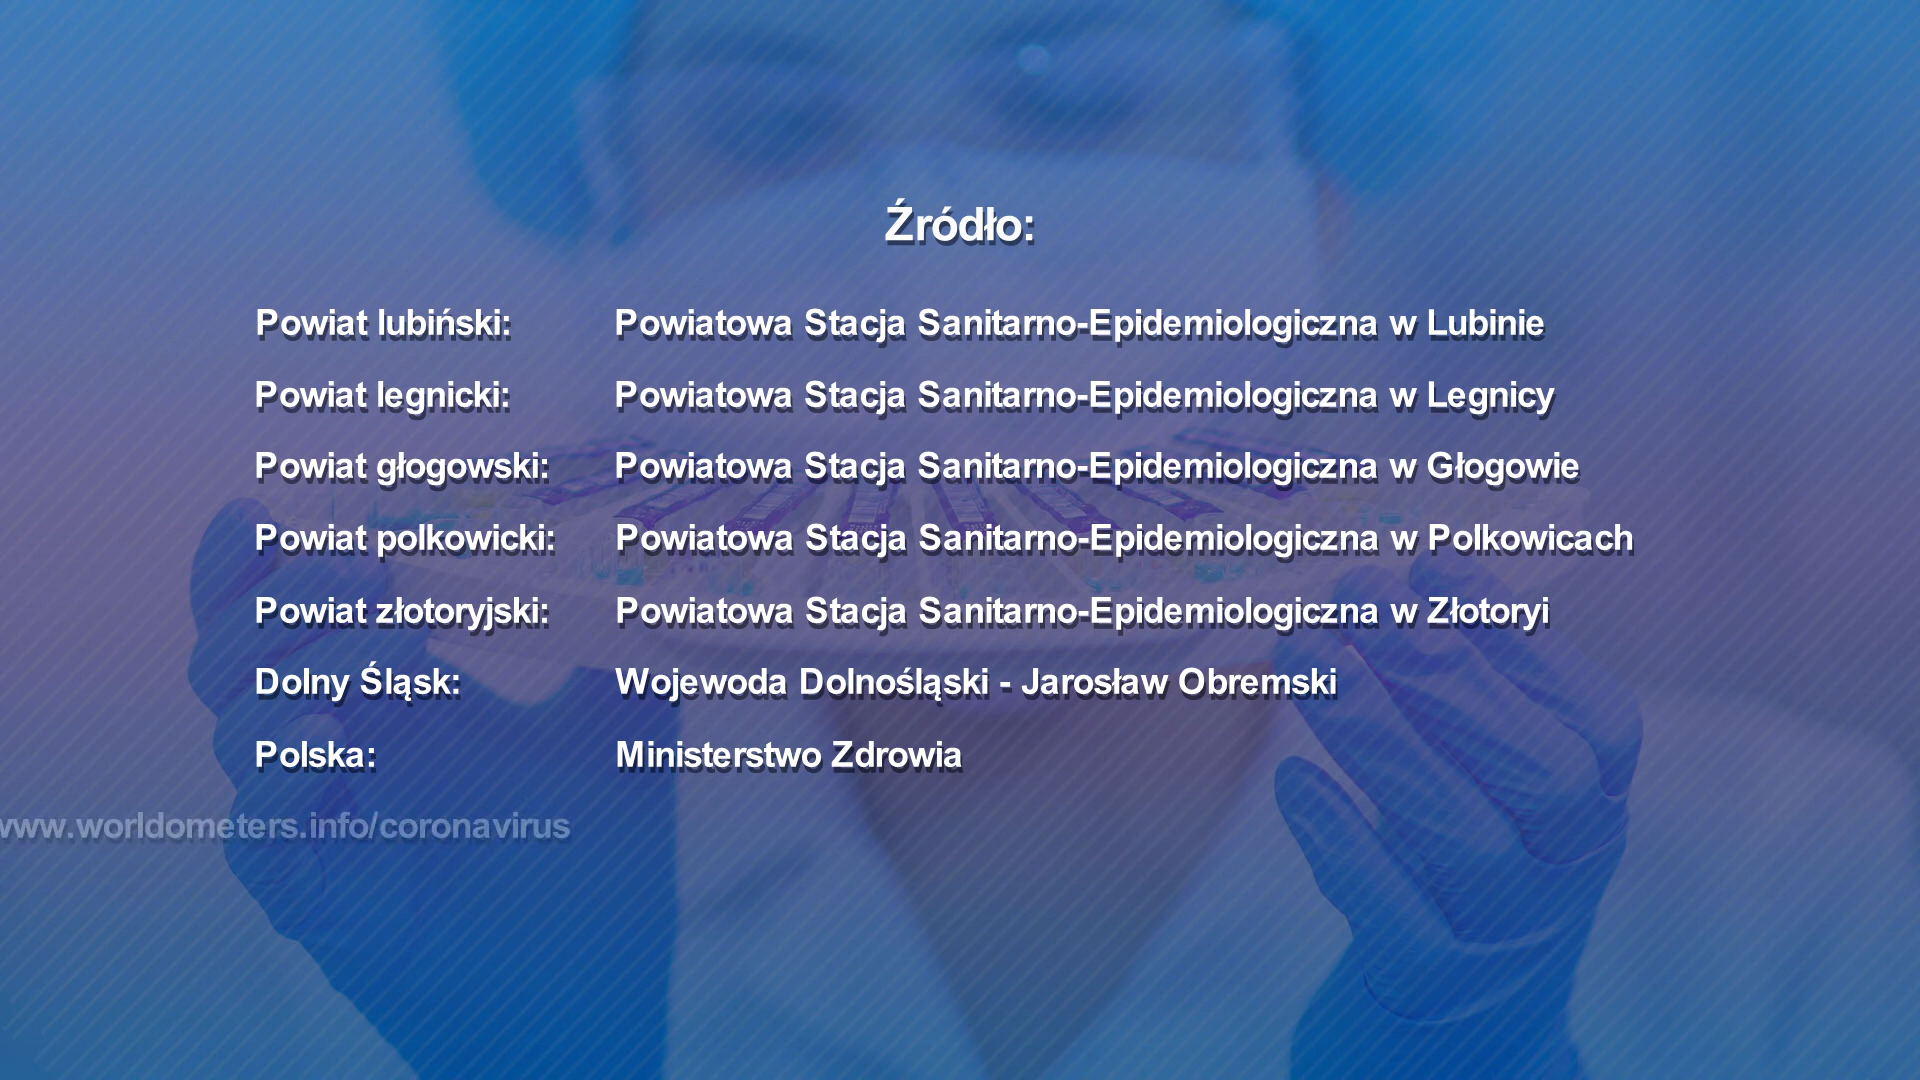 Źródło:
Powiat lubiński: Powiatowa Stacja Sanitarno-Epidemiologiczna w Lubinie
Powiat legnicki: Powiatowa Stacja Sanitarno-Epidemiologiczna w Legnicy
Powiat głogowski: Powiatowa Stacja Sanitarno-Epidemiologiczna w Głogowie
Powiat polkowicki: Powiatowa Stacja Sanitarno-Epidemiologiczna w Polkowicach
Powiat złotoryjski: Powiatowa Stacja Sanitarno-Epidemiologiczna w Złotoryi
Dolny Śląsk: Wojewoda Dolnośląski - Jarosław Obremski
Polska: Ministerstwo Zdrowia
www.worldometers.info/coronavirus